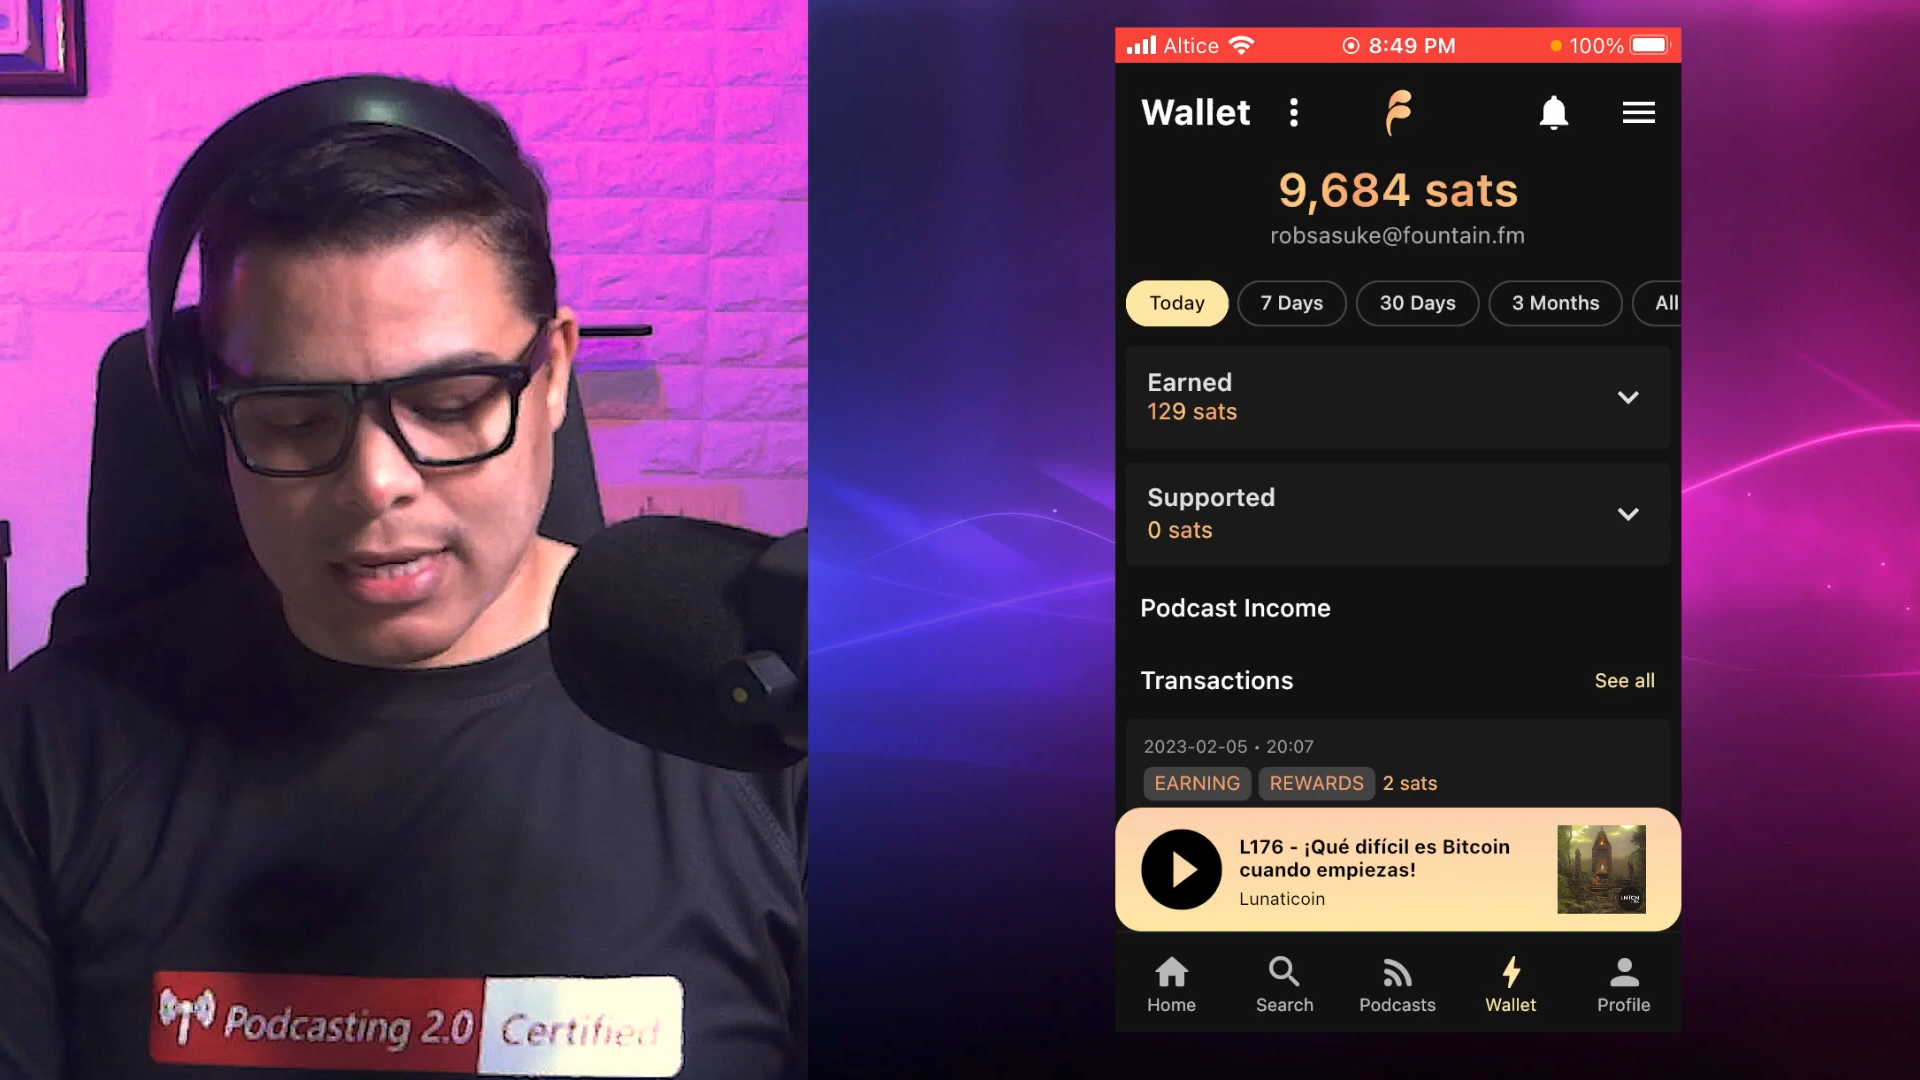 Podcasting 2.0 Certified
Altice 8:49 PM 100%
Wallet
9,684 sats
robsasuke@fountain.fm
Today 7 Days 30 Days 3 Months All
Earned
129 sats
Supported
0 sats
Podcast Income
Transactions See all
2023-02-05 • 20:07
EARNING REWARDS 2 sats
L176 - ¡Qué difícil es Bitcoin
cuando empiezas!
Lunaticoin
Home Search Podcasts Wallet Profile